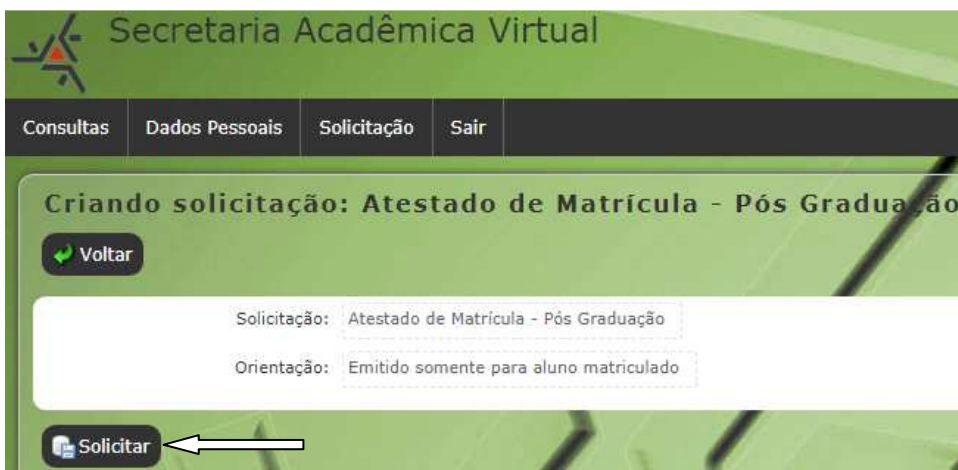 Secretaria Acadêmica Virtual
Consultas Dados Pessoais Solicitação Sair
Criando solicitação: Atestado de Matrícula - Pós Graduação
Voltar
Solicitação: Atestado de Matrícula - Pós Graduação
Orientação: Emitido somente para aluno matriculado
Solicitar